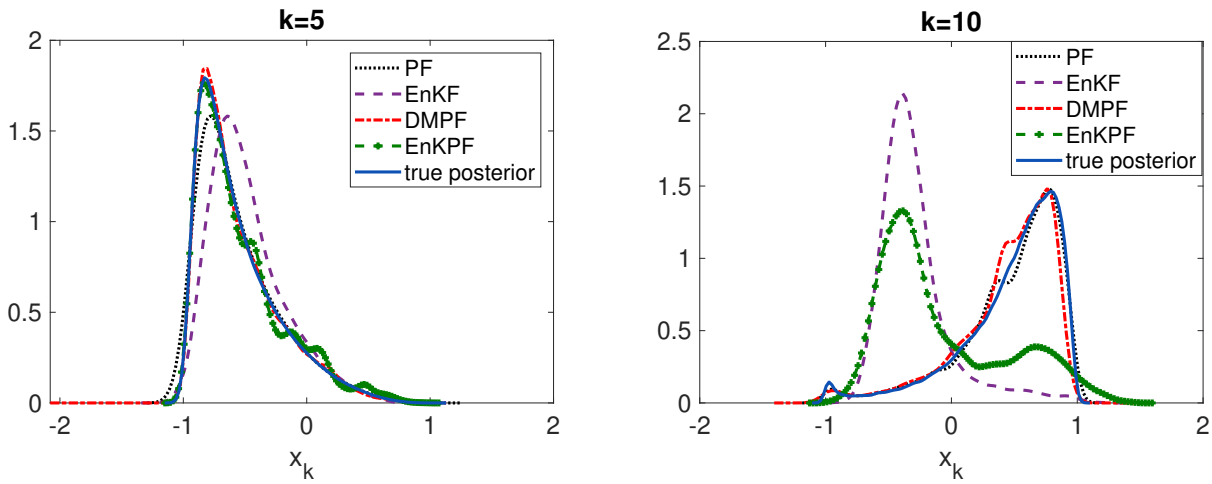 k=5
2
1.5
1
0.5
0
-2
-1
0
1
2
x_k
PF
EnKF
DMPF
EnKPF
true posterior
k=10
2.5
2
1.5
1
0.5
0
-2
-1
0
1
2
x_k
PF
EnKF
DMPF
EnKPF
true posterior